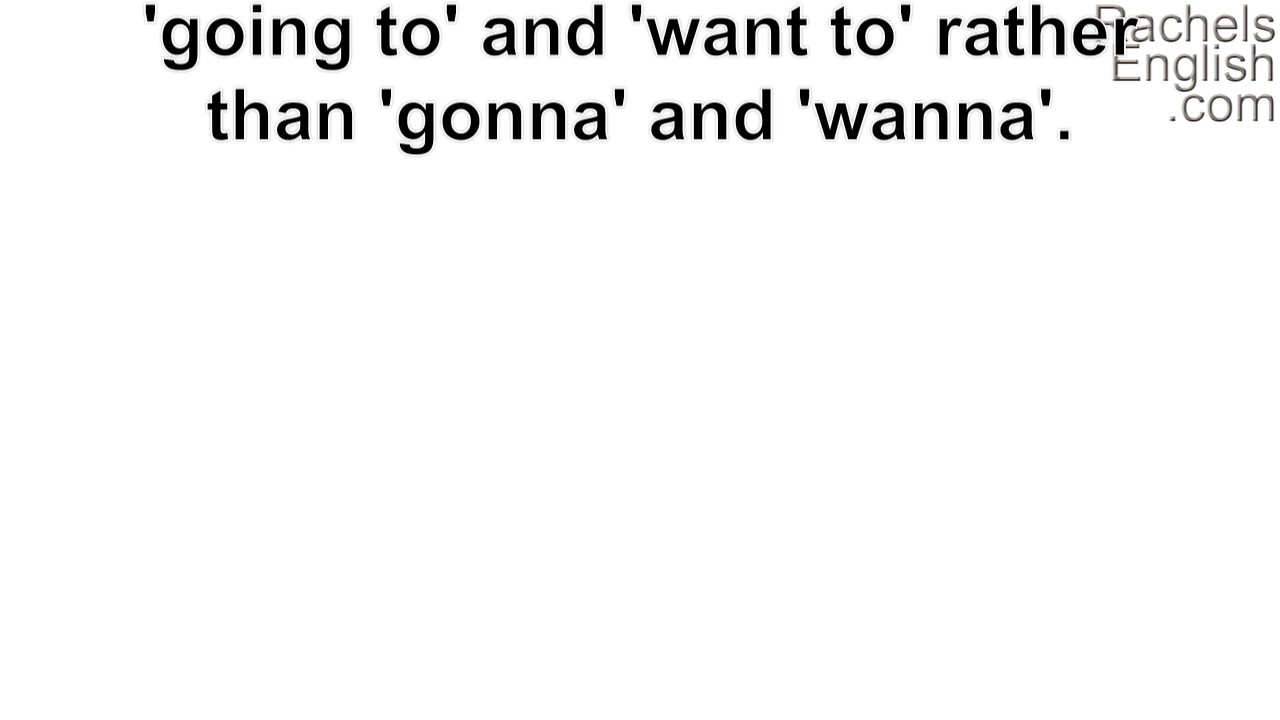 'going to' and 'want to' rather
than 'gonna' and 'wanna'.
Rachels
English
.com